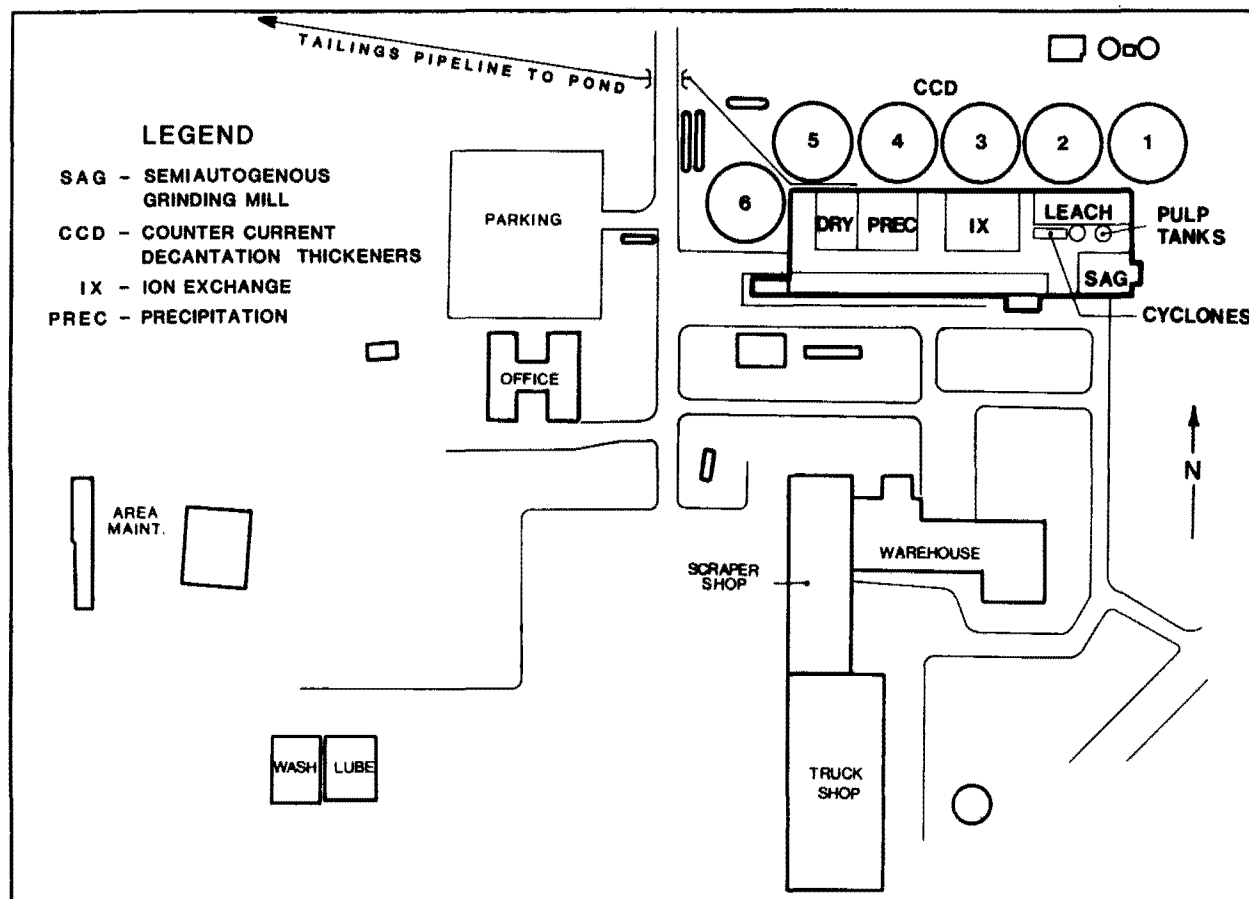 TAILINGS PIPELINE TO POND
LEGEND
SAG - SEMIAUTOGENOUS
GRINDING MILL
CCD - COUNTER CURRENT
DECANTATION THICKENERS
IX - ION EXCHANGE
PREC - PRECIPITATION
CCD
5
4
3
2
1
6
PARKING
DRY
PREC
IX
LEACH
PULP
TANKS
SAG
CYCLONES
OFFICE
N
AREA
MAINT.
WAREHOUSE
SCRAPER
SHOP
WASH
LUBE
TRUCK
SHOP